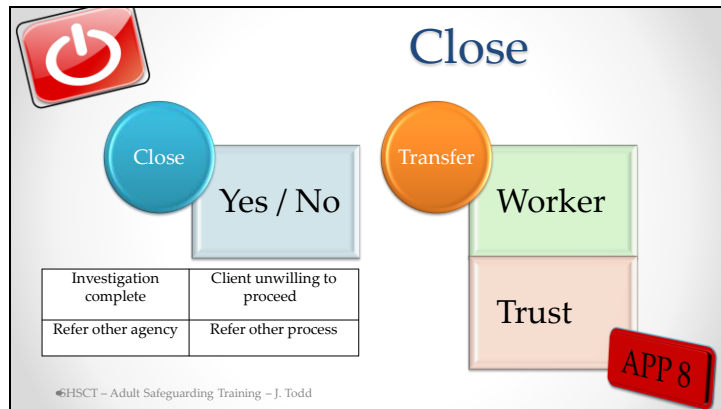 Close
Close
Yes / No
Transfer
Worker
Trust
Investigation
complete
Client unwilling to
proceed
Refer other agency
Refer other process
APP 8
SHSCT – Adult Safeguarding Training – J. Todd